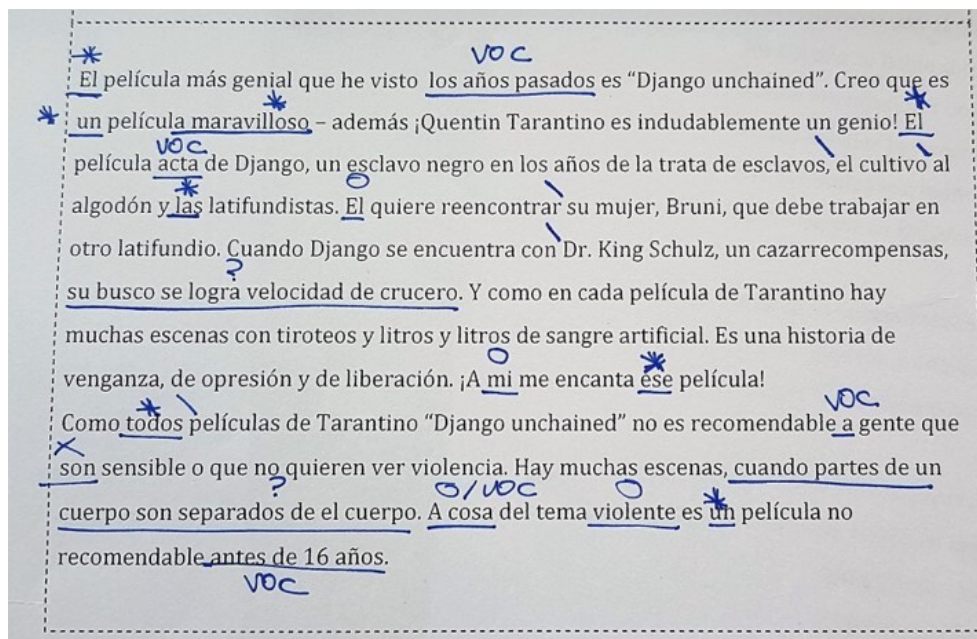 * VOC
El película más genial que he visto los años pasados es “Django unchained”. Creo que es
* * *
un película maravilloso – además ¡Quentin Tarantino es indudablemente un genio! El
VOC
película acta de Django, un esclavo negro en los años de la trata de esclavos, el cultivo al
* O
algodón y las latifundistas. El quiere reencontrar su mujer, Bruni, que debe trabajar en
otro latifundio. Cuando Django se encuentra con Dr. King Schulz, un cazarrecompensas,
?
su busco se logra velocidad de crucero. Y como en cada película de Tarantino hay
muchas escenas con tiroteos y litros y litros de sangre artificial. Es una historia de
O *
venganza, de opresión y de liberación. ¡A mi me encanta ese película!
* VOC
Como todos películas de Tarantino “Django unchained” no es recomendable a gente que
X
son sensible o que no quieren ver violencia. Hay muchas escenas, cuando partes de un
? O/VOC O *
cuerpo son separados de el cuerpo. A cosa del tema violente es un película no
recomendable antes de 16 años.
VOC